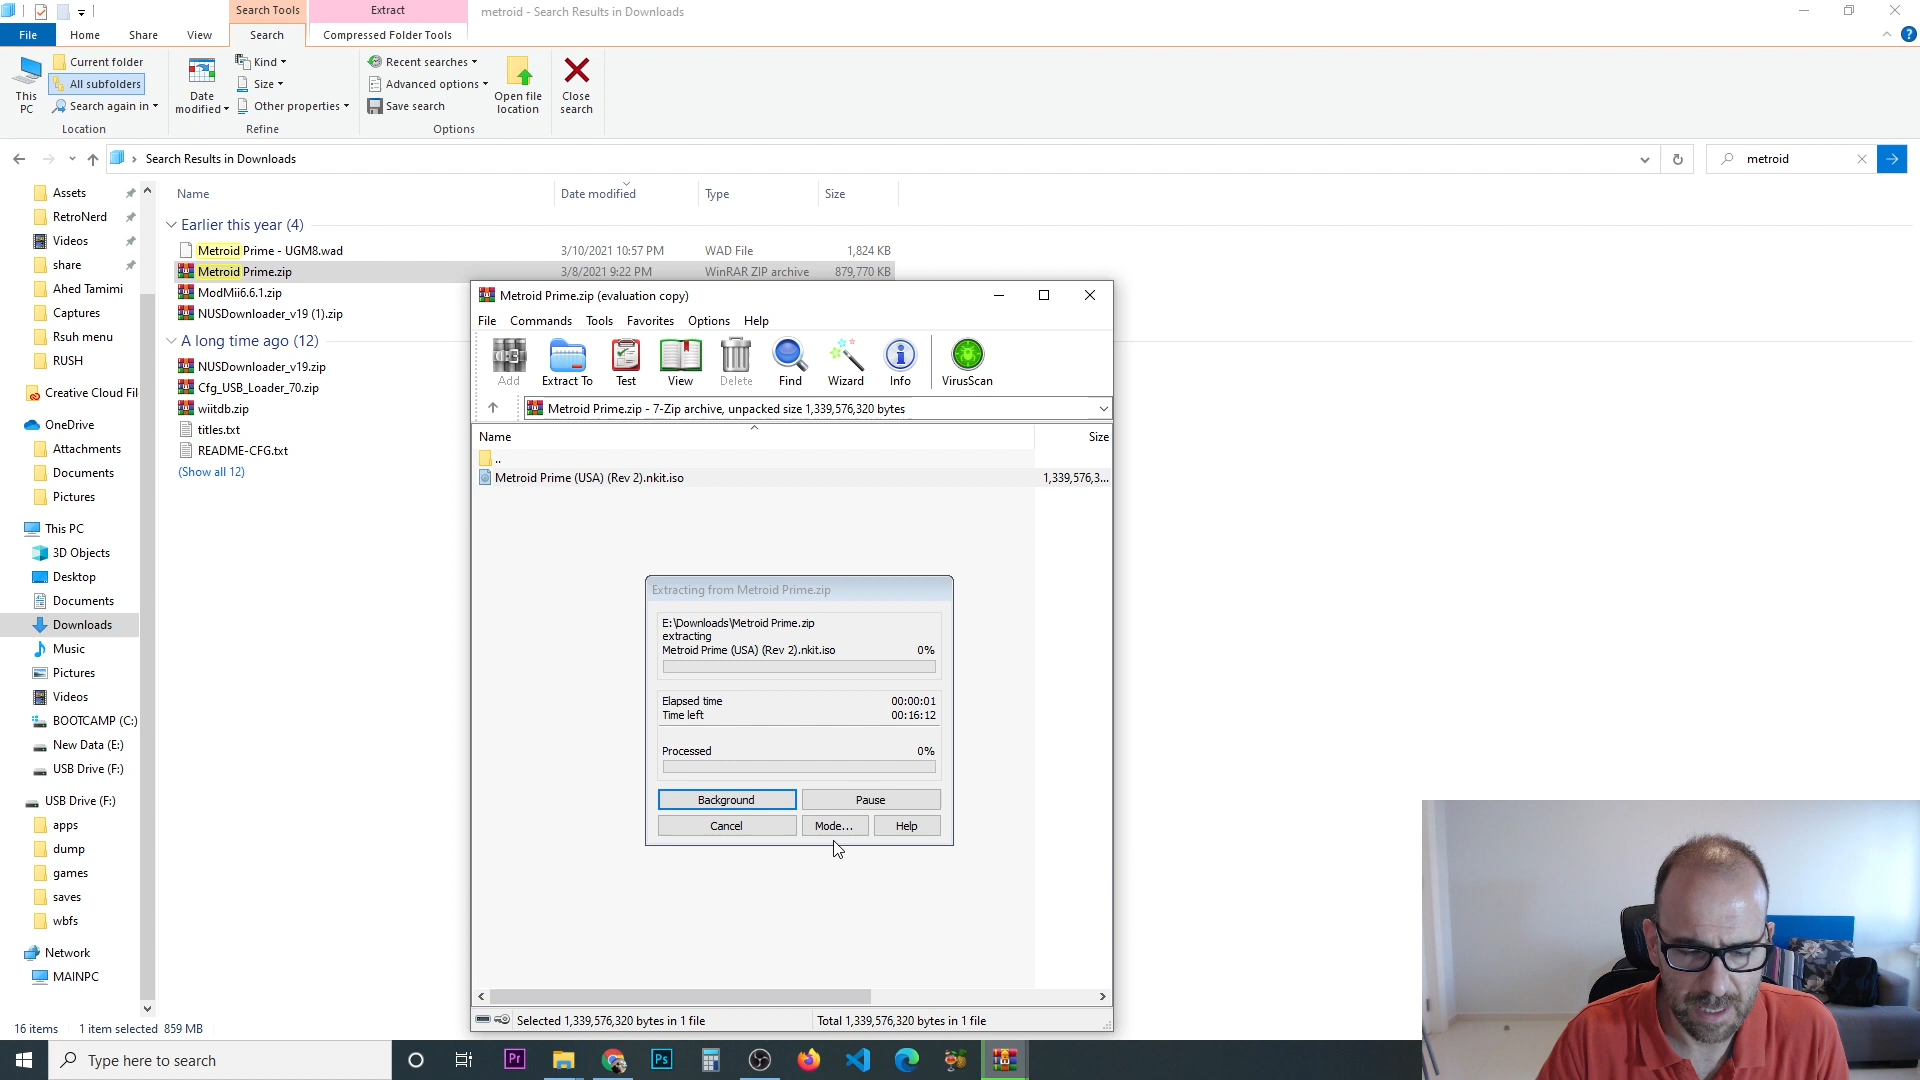 Search Tools
Extract
metroid - Search Results in Downloads
File
Home
Share
View
Search
Compressed Folder Tools
This PC
Current folder
All subfolders
Search again in
Location
Date modified
Kind
Size
Other properties
Refine
Recent searches
Advanced options
Save search
Options
Open file location
Close search
Search Results in Downloads
metroid
Name
Date modified
Type
Size
Assets
RetroNerd
Videos
share
Ahed Tamimi
Captures
Rsuh menu
RUSH
Creative Cloud Fil
OneDrive
Attachments
Documents
Pictures
This PC
3D Objects
Desktop
Documents
Downloads
Music
Pictures
Videos
BOOTCAMP (C:)
New Data (E:)
USB Drive (F:)
USB Drive (F:)
apps
dump
games
saves
wbfs
Network
MAINPC
Earlier this year (4)
Metroid Prime - UGM8.wad 3/10/2021 10:57 PM WAD File 1,824 KB
Metroid Prime.zip 3/8/2021 9:22 PM WinRAR ZIP archive 879,770 KB
ModMii6.6.1.zip
NUSDownloader_v19 (1).zip
A long time ago (12)
NUSDownloader_v19.zip
Cfg_USB_Loader_70.zip
wiitdb.zip
titles.txt
README-CFG.txt
(Show all 12)
Metroid Prime.zip (evaluation copy)
File Commands Tools Favorites Options Help
Add Extract To Test View Delete Find Wizard Info VirusScan
Metroid Prime.zip - 7-Zip archive, unpacked size 1,339,576,320 bytes
Name Size
..
Metroid Prime (USA) (Rev 2).nkit.iso 1,339,576,3...
Extracting from Metroid Prime.zip
E:\Downloads\Metroid Prime.zip
extracting
Metroid Prime (USA) (Rev 2).nkit.iso 0%
Elapsed time 00:00:01
Time left 00:16:12
Processed 0%
Background Pause
Cancel Mode... Help
Selected 1,339,576,320 bytes in 1 file Total 1,339,576,320 bytes in 1 file
16 items 1 item selected 859 MB
Type here to search
Pr
Ps